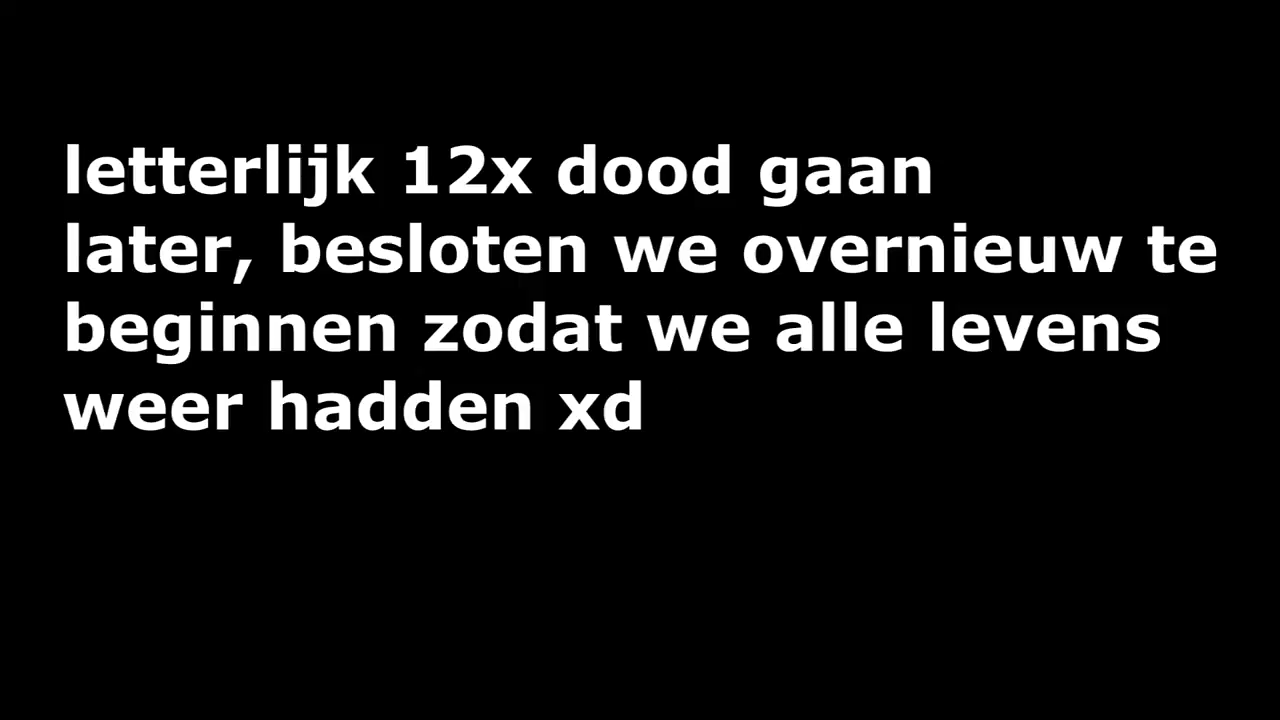 letterlijk 12x dood gaan
later, besloten we overnieuw te
beginnen zodat we alle levens
weer hadden xd